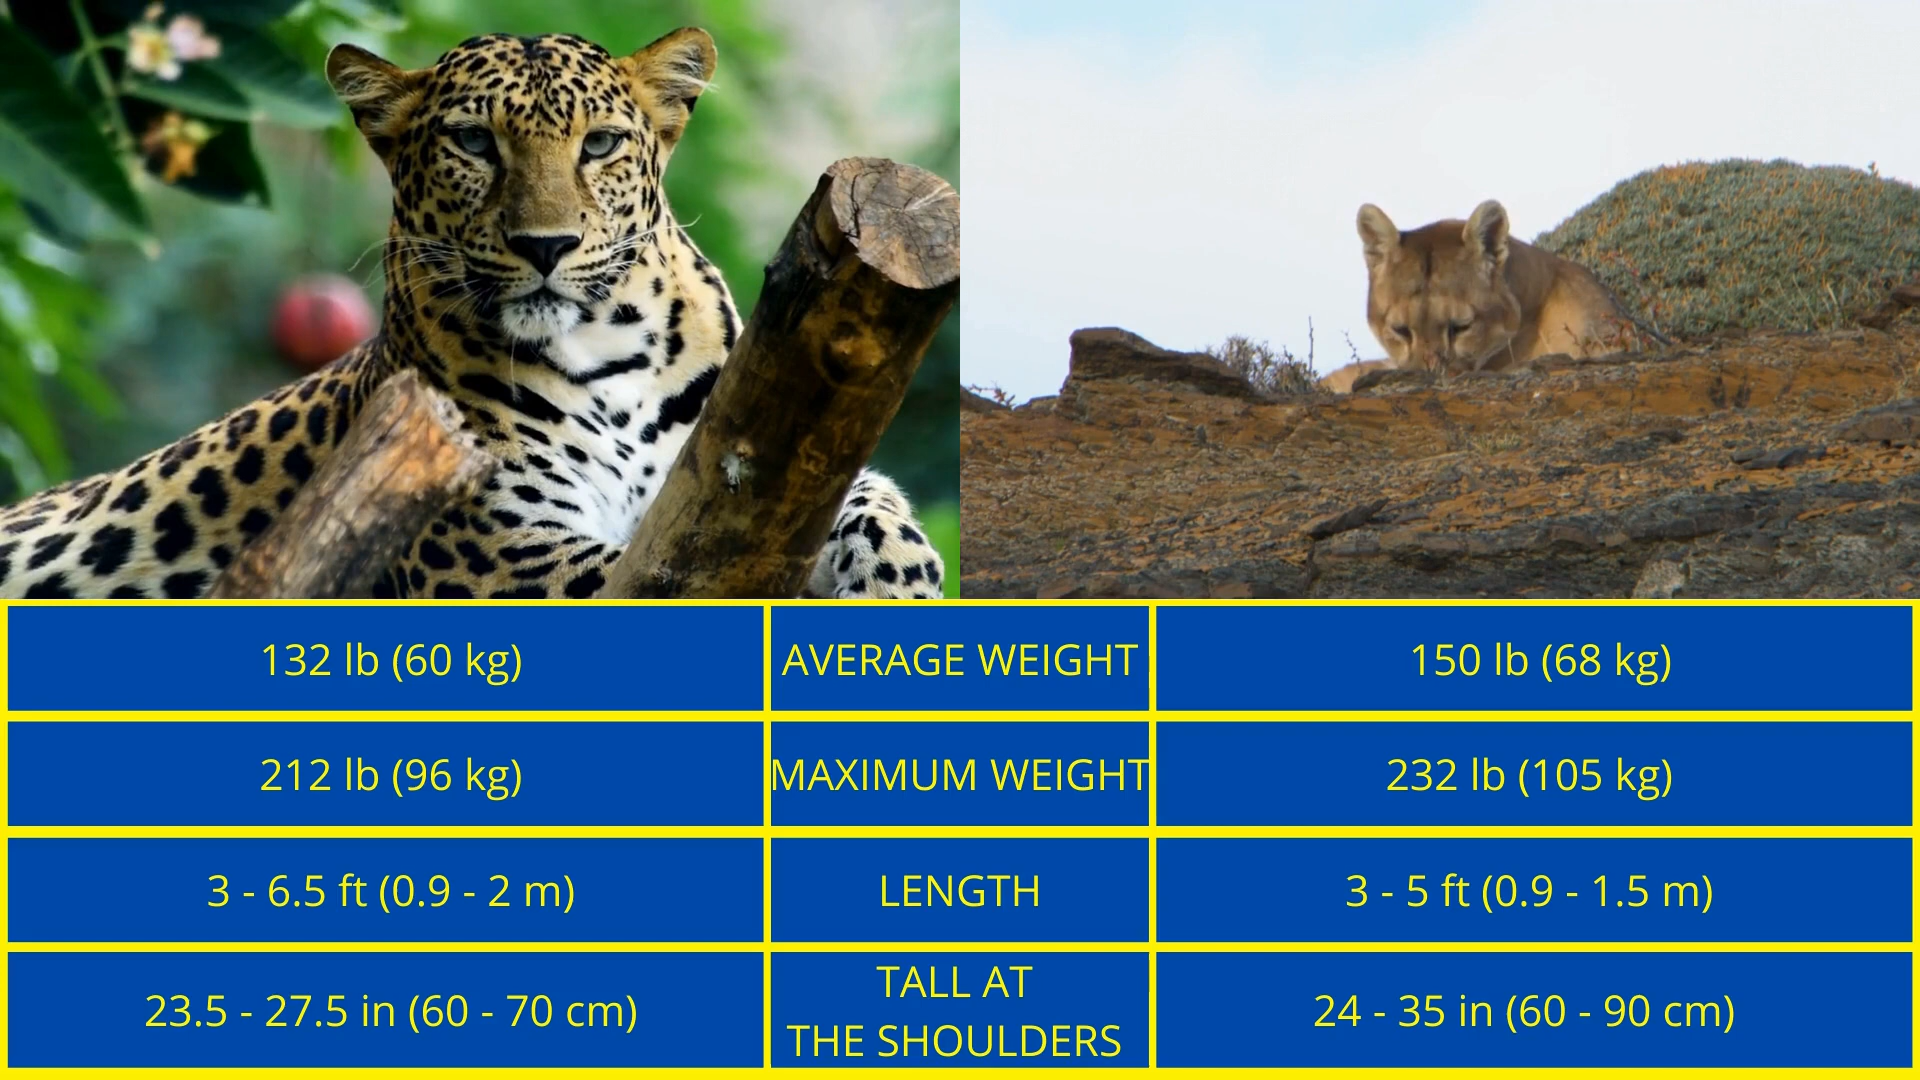 132 lb (60 kg)
AVERAGE WEIGHT
150 lb (68 kg)
212 lb (96 kg)
MAXIMUM WEIGHT
232 lb (105 kg)
3 - 6.5 ft (0.9 - 2 m)
LENGTH
3 - 5 ft (0.9 - 1.5 m)
23.5 - 27.5 in (60 - 70 cm)
TALL AT
THE SHOULDERS
24 - 35 in (60 - 90 cm)